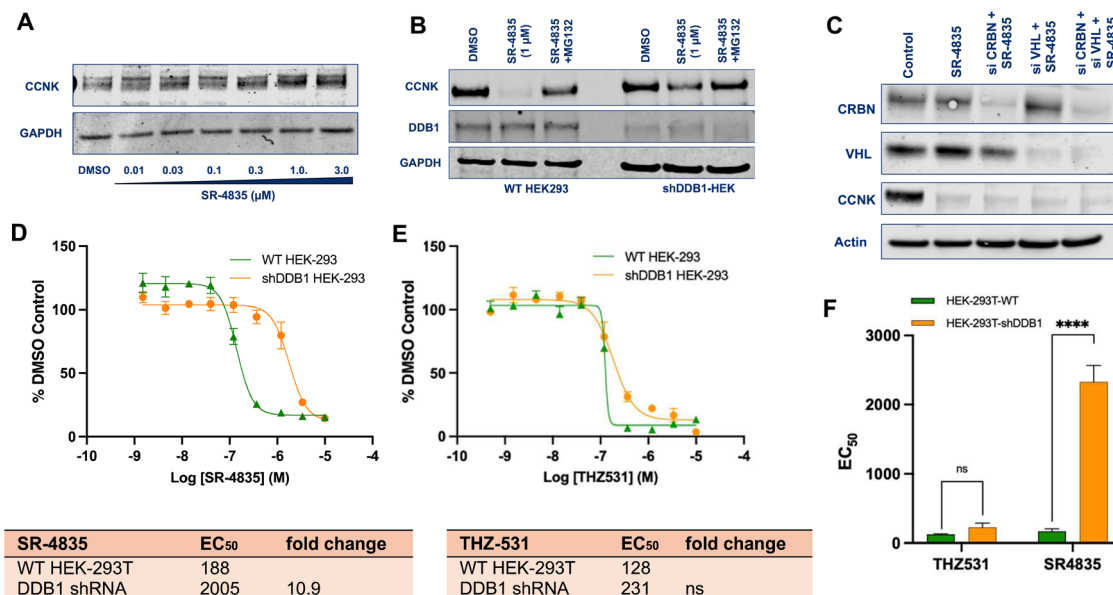 A
CCNK
GAPDH
DMSO 0.01 0.03 0.1 0.3 1.0. 3.0
SR-4835 (µM)
B
DMSO
SR-4835
(1 µM)
SR-4835
+MG132
DMSO
SR-4835
(1 µM)
SR-4835
+MG132
CCNK
DDB1
GAPDH
WT HEK293
shDDB1-HEK
C
Control
SR-4835
si CRBN +
SR-4835
si VHL +
SR-4835
si CRBN +
si VHL +
SR-4835
CRBN
VHL
CCNK
Actin
D
WT HEK-293
shDDB1 HEK-293
% DMSO Control
150
100
50
0
-10 -9 -8 -7 -6 -5 -4
Log [SR-4835] (M)
E
WT HEK-293
shDDB1 HEK-293
% DMSO Control
150
100
50
0
-10 -9 -8 -7 -6 -5 -4
Log [THZ531] (M)
F
HEK-293T-WT
HEK-293T-shDDB1
EC50
3000
2000
1000
0
ns
****
THZ531 SR4835
SR-4835 EC50 fold change
WT HEK-293T 188
DDB1 shRNA 2005 10.9
THZ-531 EC50 fold change
WT HEK-293T 128
DDB1 shRNA 231 ns